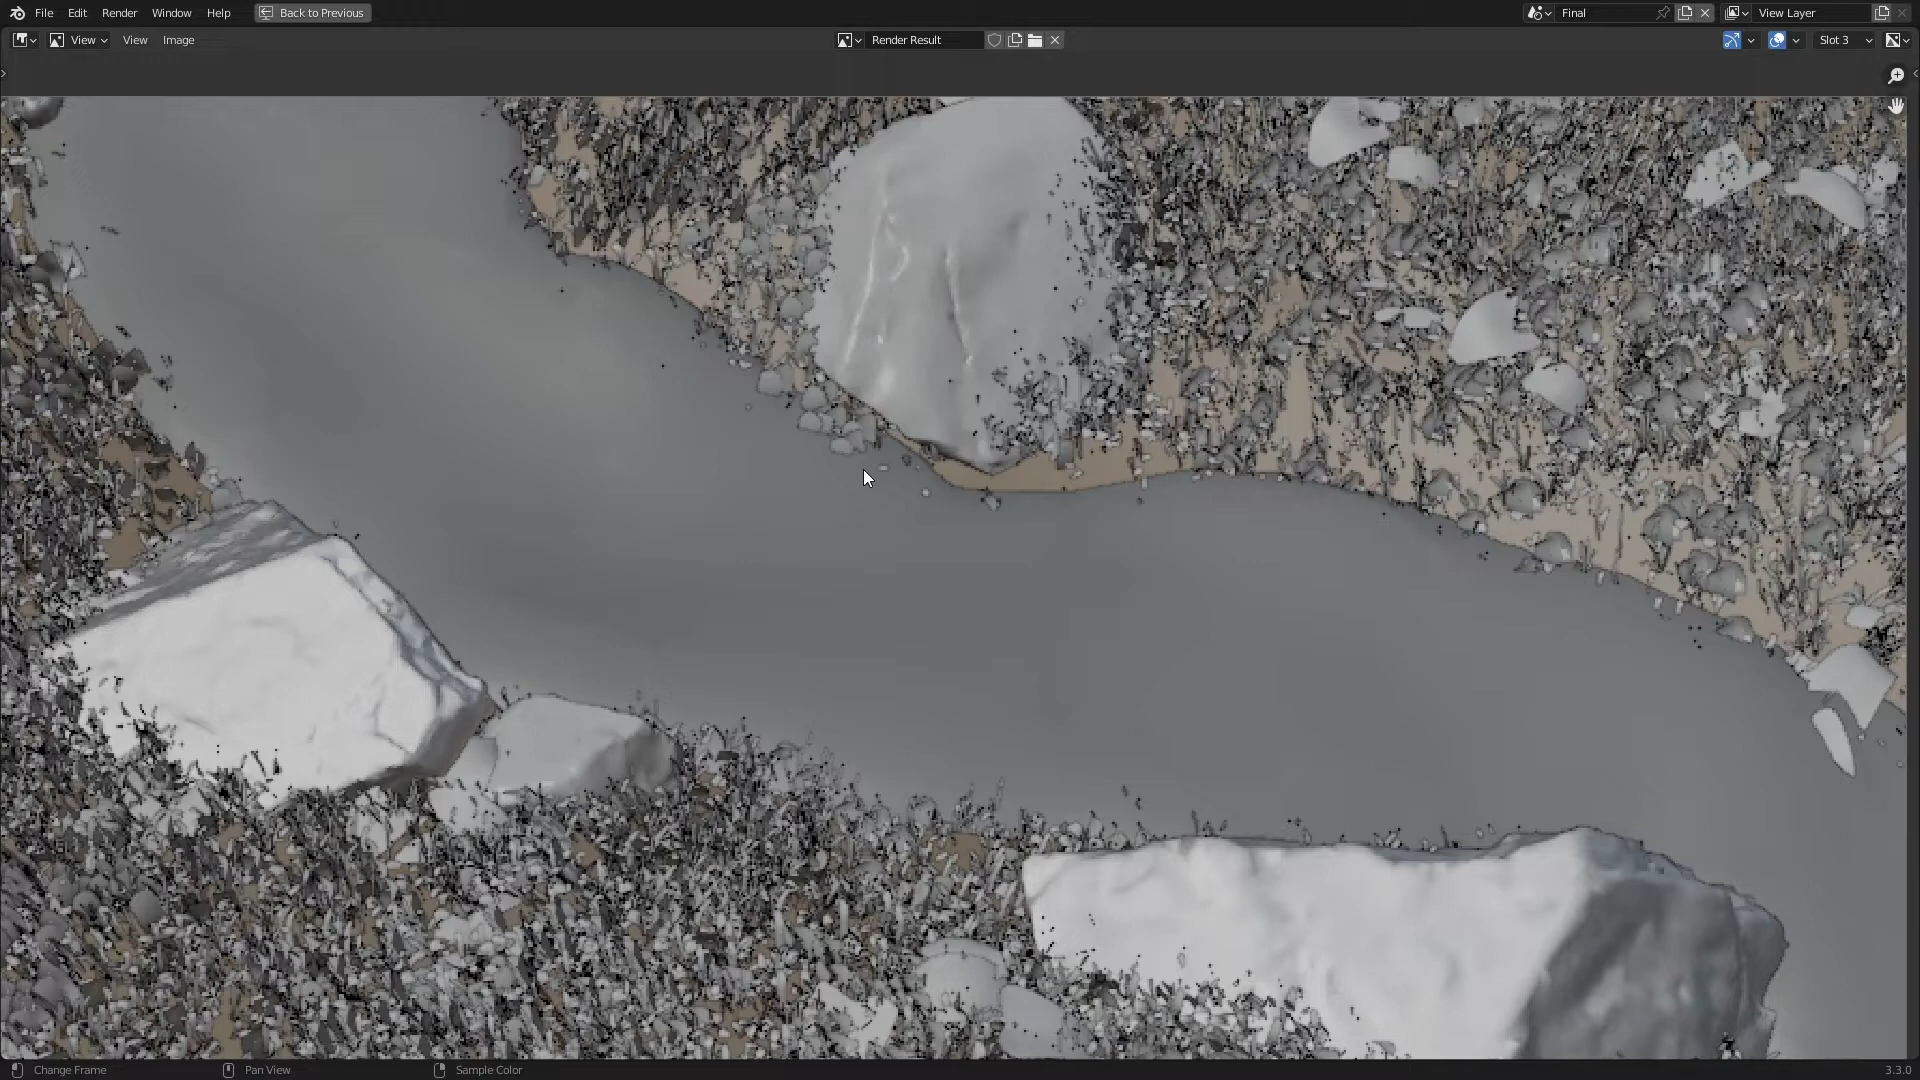 File Edit Render Window Help Back to Previous Final View Layer
View View Image Render Result Slot 3
Change Frame Pan View Sample Color 3.3.0